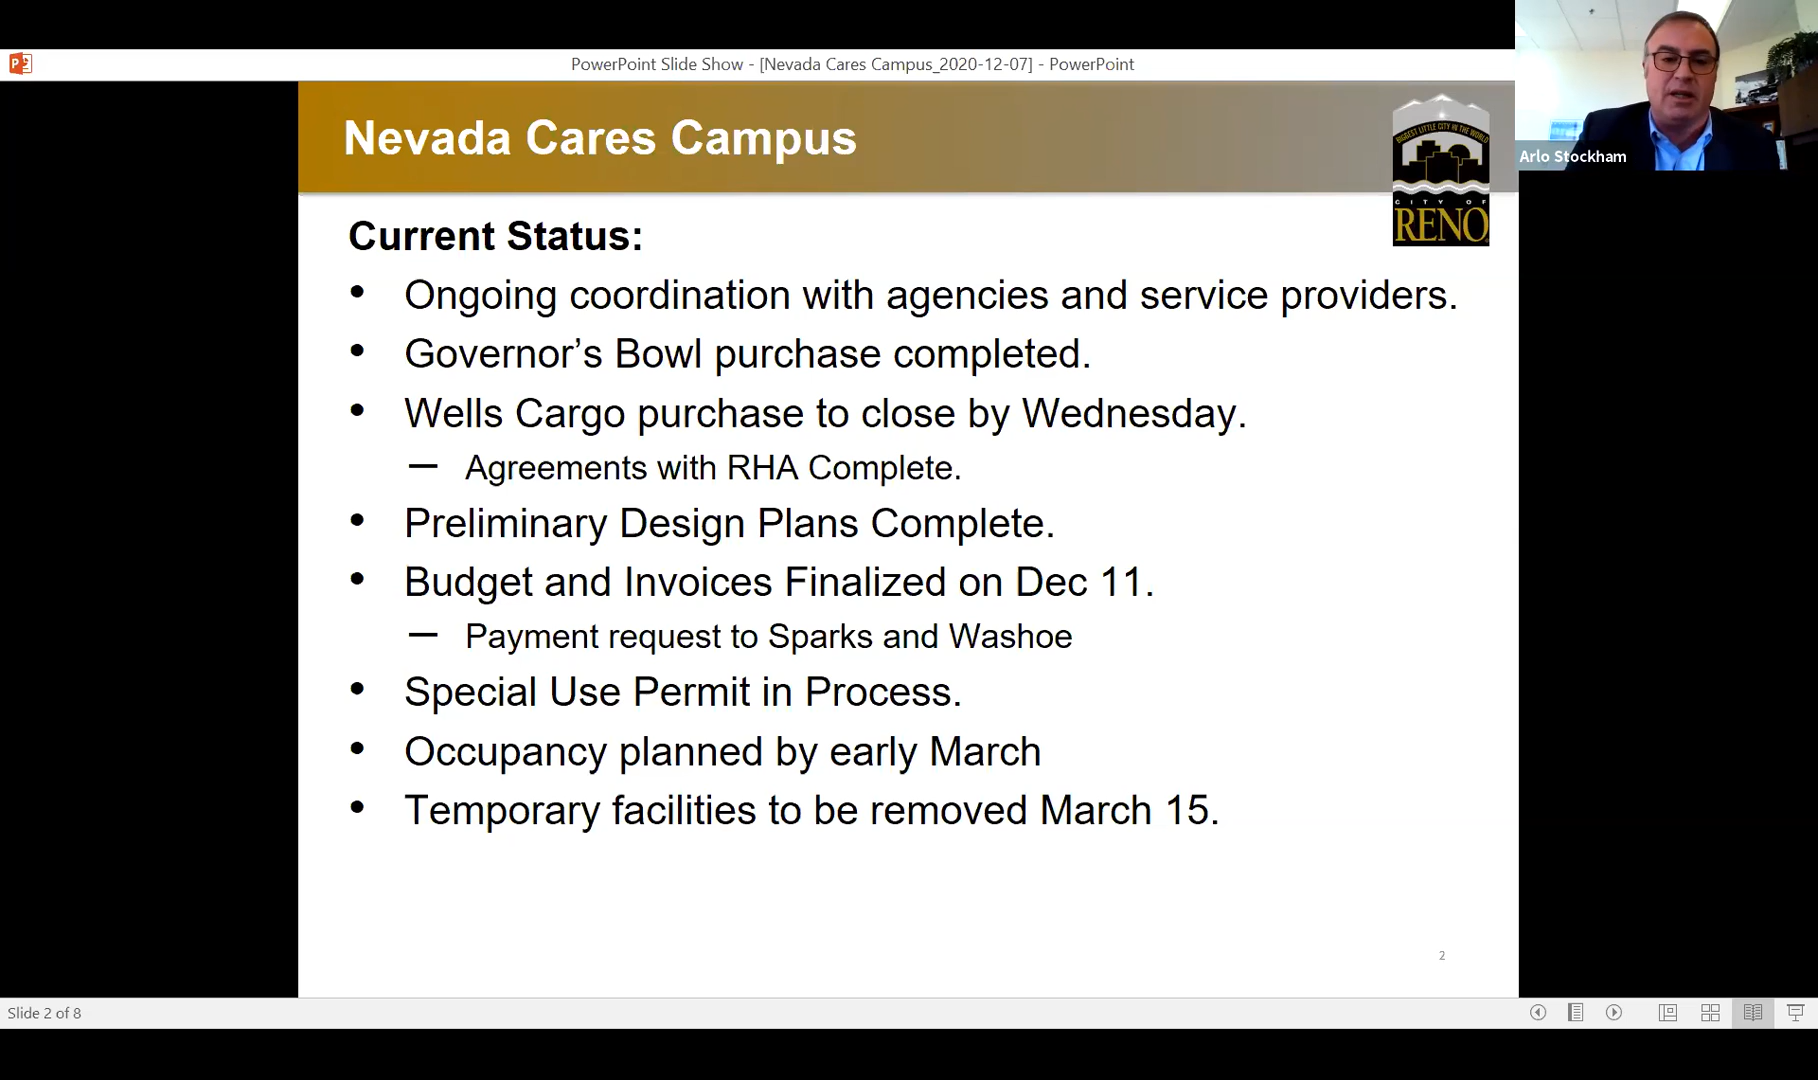 PowerPoint Slide Show - [Nevada Cares Campus_2020-12-07] - PowerPoint
Nevada Cares Campus
BIGGEST LITTLE CITY IN THE WORLD
CITY OF
RENO
Arlo Stockham
Current Status:
• Ongoing coordination with agencies and service providers.
• Governor’s Bowl purchase completed.
• Wells Cargo purchase to close by Wednesday.
— Agreements with RHA Complete.
• Preliminary Design Plans Complete.
• Budget and Invoices Finalized on Dec 11.
— Payment request to Sparks and Washoe
• Special Use Permit in Process.
• Occupancy planned by early March
• Temporary facilities to be removed March 15.
2
Slide 2 of 8